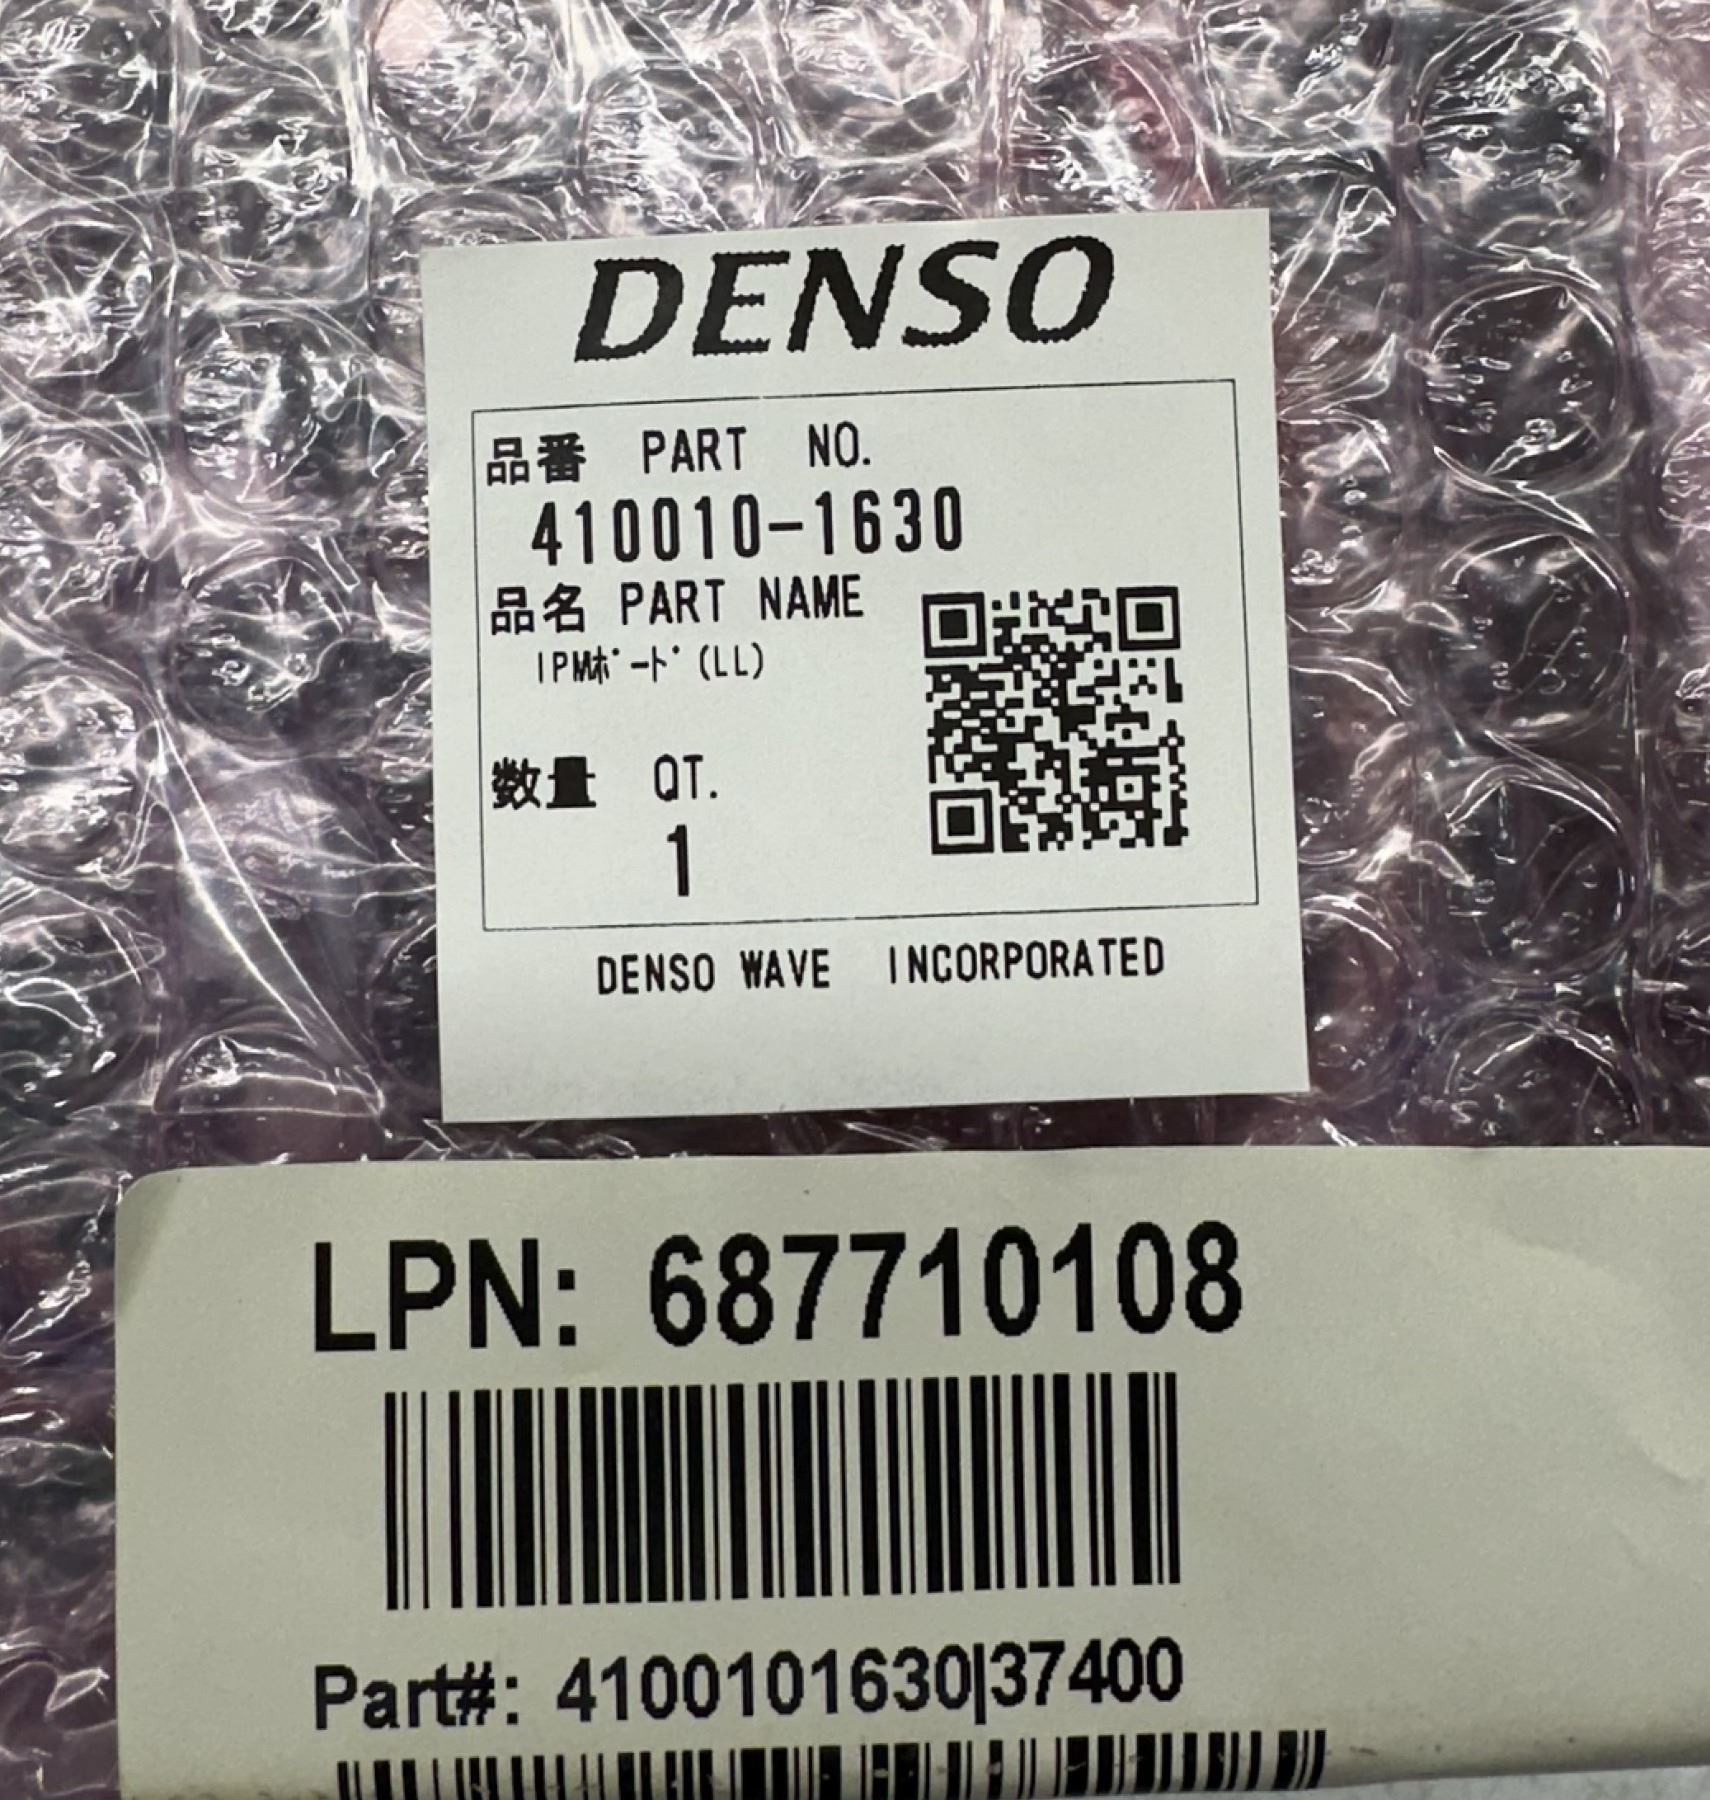 DENSO
品番 PART NO.
410010-1630
品名 PART NAME
IPMボード(LL)
数量 QT.
1
DENSO WAVE INCORPORATED
LPN: 687710108
Part#: 4100101630|37400